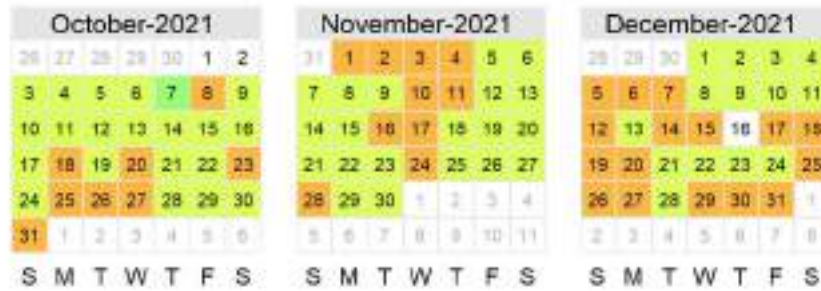 October-2021
26 27 28 29 30 1 2
3 4 5 6 7 8 9
10 11 12 13 14 15 16
17 18 19 20 21 22 23
24 25 26 27 28 29 30
31 1 2 3 4 5 6
S M T W T F S
November-2021
31 1 2 3 4 5 6
7 8 9 10 11 12 13
14 15 16 17 18 19 20
21 22 23 24 25 26 27
28 29 30 1 2 3 4
5 6 7 8 9 10 11
S M T W T F S
December-2021
28 29 30 1 2 3 4
5 6 7 8 9 10 11
12 13 14 15 16 17 18
19 20 21 22 23 24 25
26 27 28 29 30 31 1
2 3 4 5 6 7 8
S M T W T F S